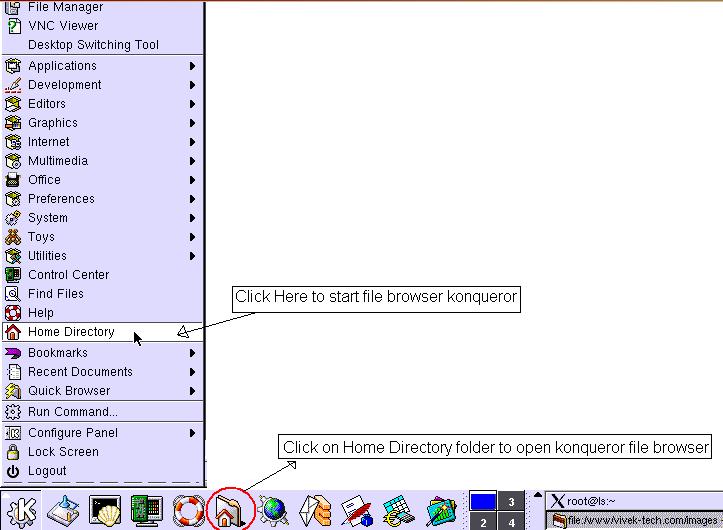 File Manager
VNC Viewer
Desktop Switching Tool
Applications
Development
Editors
Graphics
Internet
Multimedia
Office
Preferences
System
Toys
Utilities
Control Center
Find Files
Help
Home Directory
Bookmarks
Recent Documents
Quick Browser
Run Command...
Configure Panel
Lock Screen
Logout
Click Here to start file browser konqueror
Click on Home Directory folder to open konqueror file browser
K
3
2 4
X root@ls:~
file:/www/vivek-tech.com/images